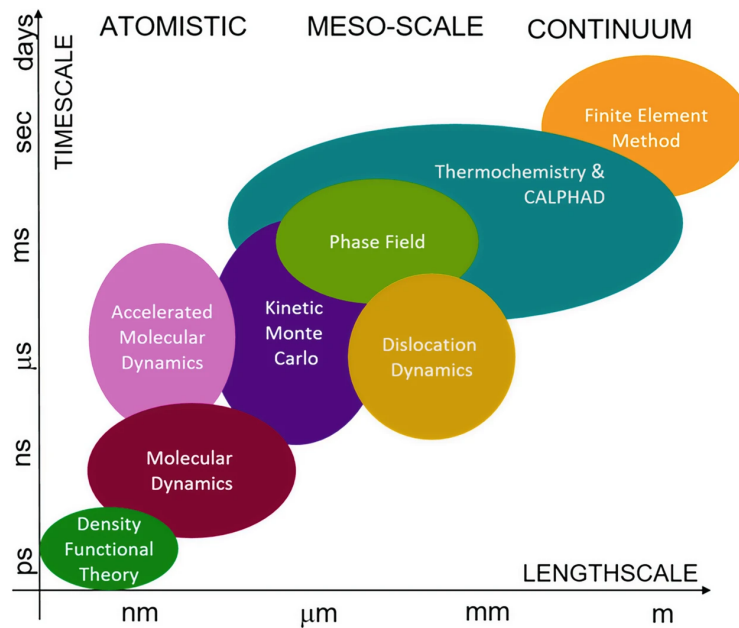 ATOMISTIC
MESO-SCALE
CONTINUUM
TIMESCALE
days
sec
ms
μs
ns
ps
Finite Element
Method
Thermochemistry &
CALPHAD
Phase Field
Accelerated
Molecular
Dynamics
Kinetic
Monte
Carlo
Dislocation
Dynamics
Molecular
Dynamics
Density
Functional
Theory
LENGTHSCALE
nm
μm
mm
m